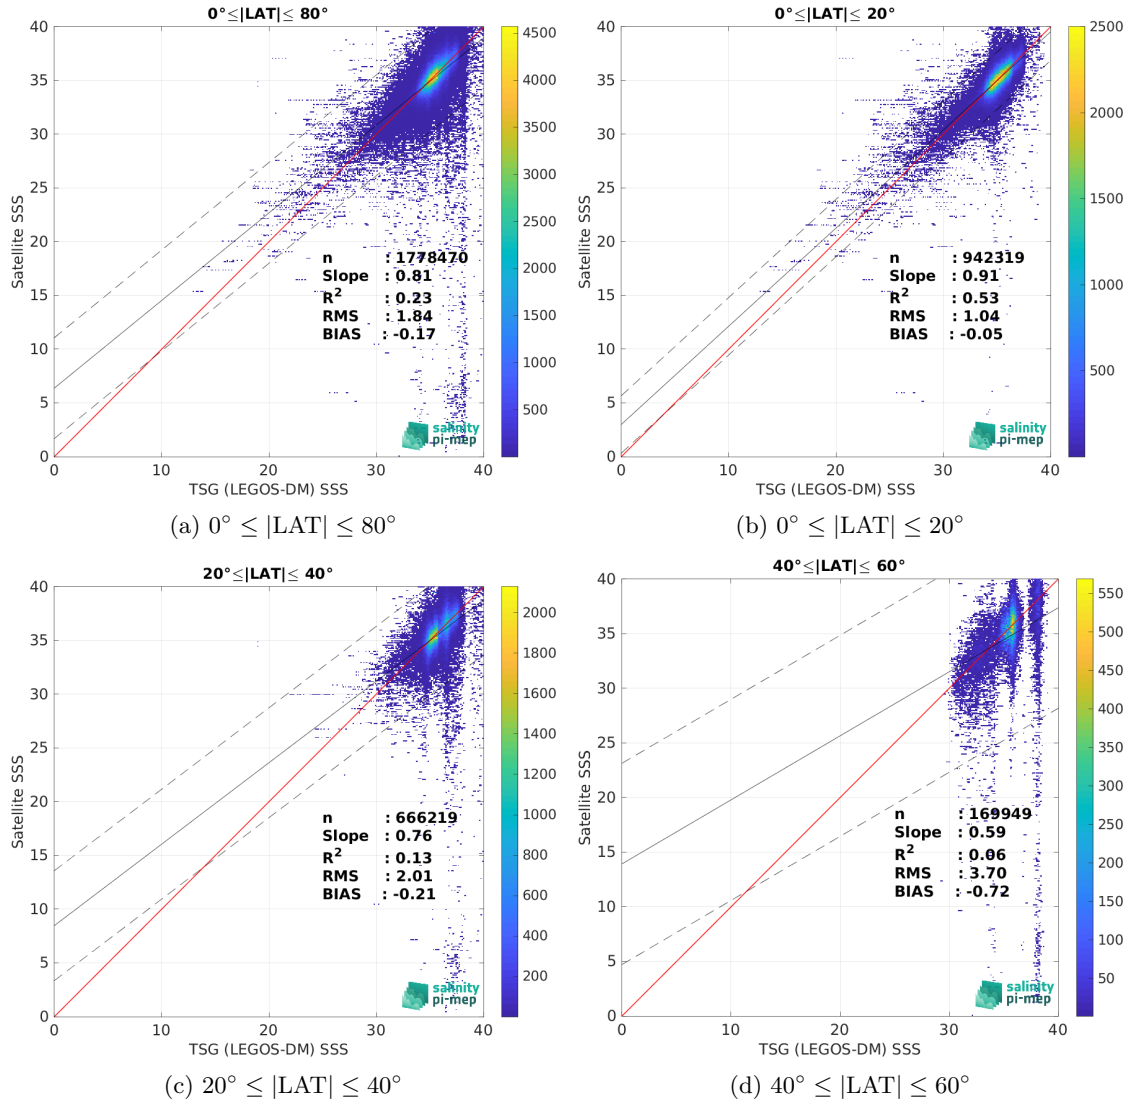 0°≤|LAT|≤ 80°
40
35
30
25
20
15
10
5
0
Satellite SSS
0
10
20
30
40
TSG (LEGOS-DM) SSS
n : 1778470
Slope : 0.81
R² : 0.23
RMS : 1.84
BIAS : -0.17
salinity
pi-mep
4500
4000
3500
3000
2500
2000
1500
1000
500
(a) 0° ≤ |LAT| ≤ 80°
0°≤|LAT|≤ 20°
40
35
30
25
20
15
10
5
0
Satellite SSS
0
10
20
30
40
TSG (LEGOS-DM) SSS
n : 942319
Slope : 0.91
R² : 0.53
RMS : 1.04
BIAS : -0.05
salinity
pi-mep
2500
2000
1500
1000
500
(b) 0° ≤ |LAT| ≤ 20°
20°≤|LAT|≤ 40°
40
35
30
25
20
15
10
5
0
Satellite SSS
0
10
20
30
40
TSG (LEGOS-DM) SSS
n : 666219
Slope : 0.76
R² : 0.13
RMS : 2.01
BIAS : -0.21
salinity
pi-mep
2000
1800
1600
1400
1200
1000
800
600
400
200
(c) 20° ≤ |LAT| ≤ 40°
40°≤|LAT|≤ 60°
40
35
30
25
20
15
10
5
0
Satellite SSS
0
10
20
30
40
TSG (LEGOS-DM) SSS
n : 169949
Slope : 0.59
R² : 0.06
RMS : 3.70
BIAS : -0.72
salinity
pi-mep
550
500
450
400
350
300
250
200
150
100
50
(d) 40° ≤ |LAT| ≤ 60°